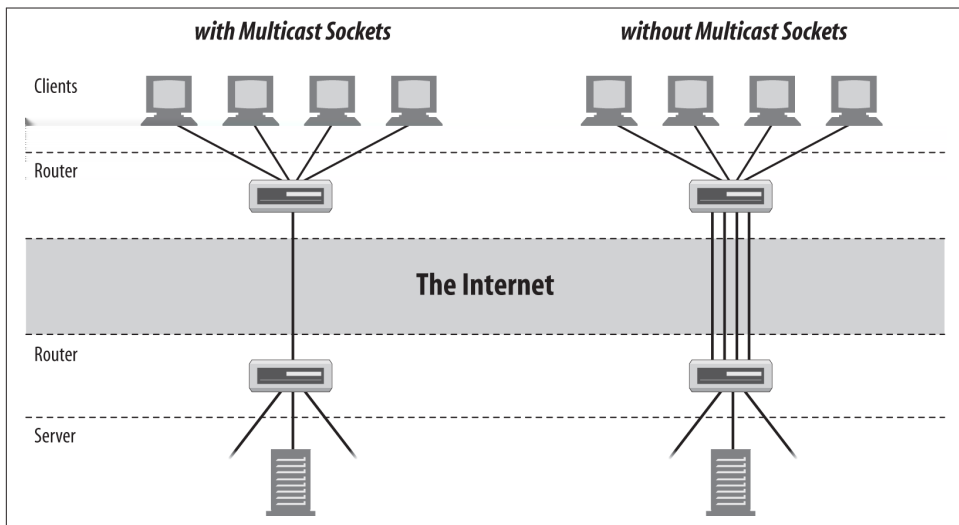 with Multicast Sockets
without Multicast Sockets
Clients
Router
The Internet
Router
Server